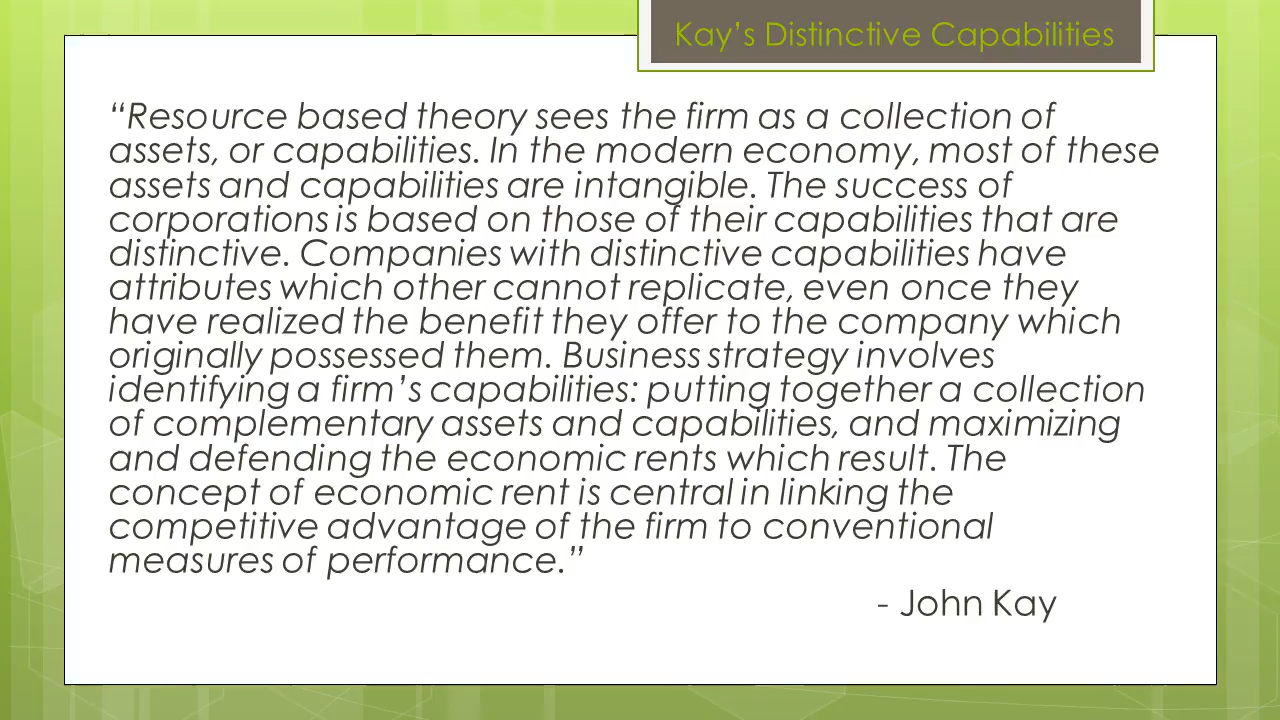 Kay’s Distinctive Capabilities
“Resource based theory sees the firm as a collection of
assets, or capabilities. In the modern economy, most of these
assets and capabilities are intangible. The success of
corporations is based on those of their capabilities that are
distinctive. Companies with distinctive capabilities have
attributes which other cannot replicate, even once they
have realized the benefit they offer to the company which
originally possessed them. Business strategy involves
identifying a firm’s capabilities: putting together a collection
of complementary assets and capabilities, and maximizing
and defending the economic rents which result. The
concept of economic rent is central in linking the
competitive advantage of the firm to conventional
measures of performance.”
- John Kay